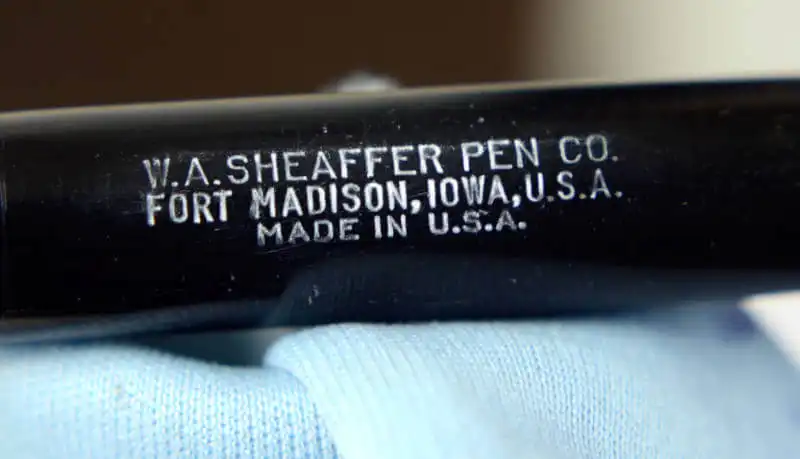 W.A.SHEAFFER PEN CO.
FORT MADISON,IOWA,U.S.A.
MADE IN U.S.A.